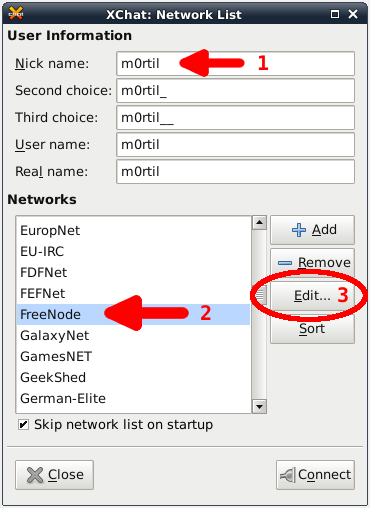 XChat: Network List
User Information
Nick name: m0rtil 1
Second choice: m0rtil_
Third choice: m0rtil__
User name: m0rtil
Real name: m0rtil
Networks
EuropNet
Add
EU-IRC
FDFNet
Remove
FEFNet
Edit... 3
FreeNode 2
GalaxyNet
Sort
GamesNET
GeekShed
German-Elite
Skip network list on startup
Close
Connect